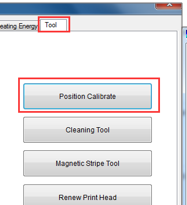 eating Energy Tool
Position Calibrate
Cleaning Tool
Magnetic Stripe Tool
Renew Print Head